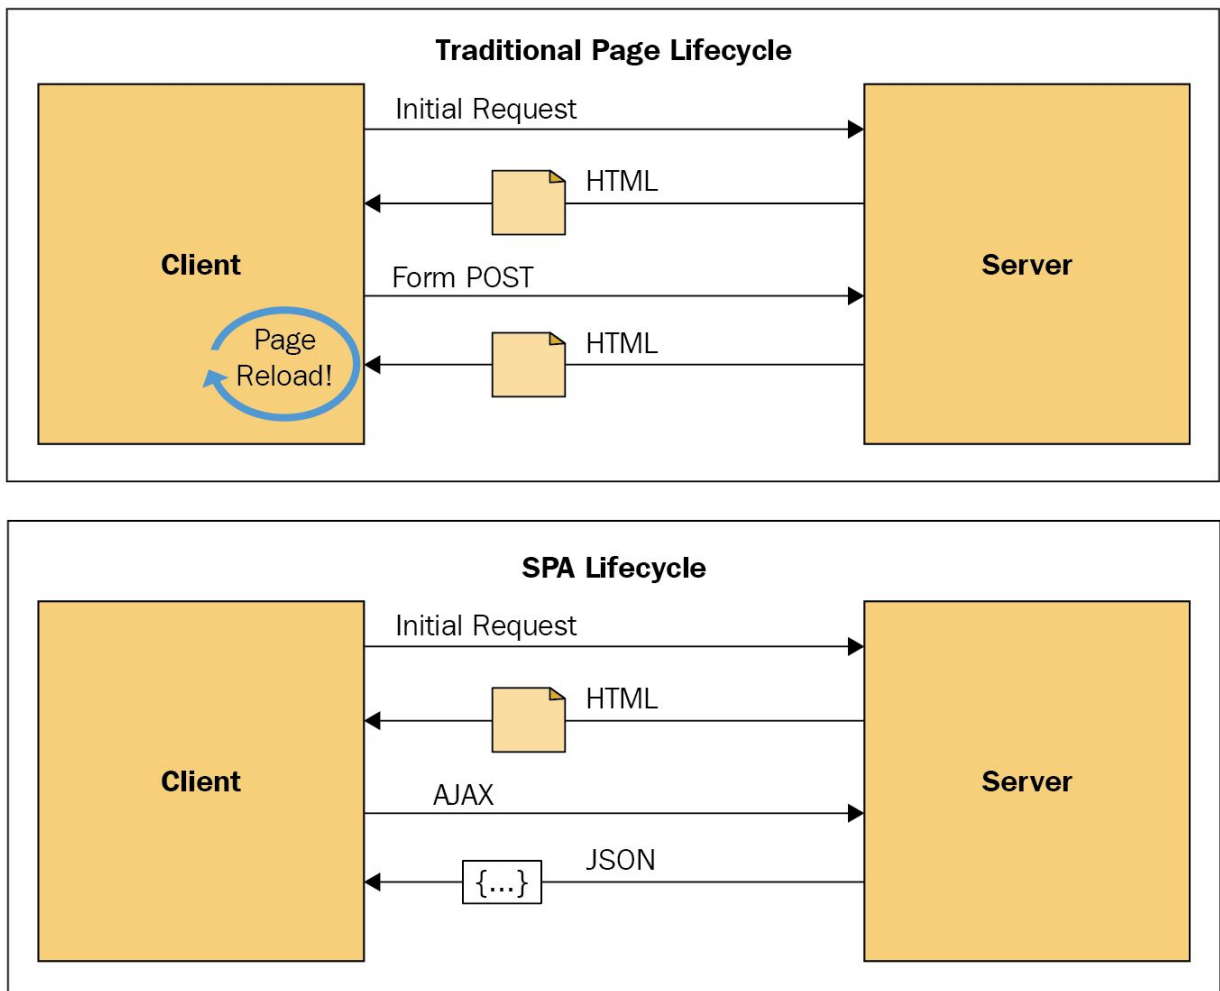 Traditional Page Lifecycle
Initial Request
HTML
Client
Server
Form POST
Page
Reload!
HTML
SPA Lifecycle
Initial Request
HTML
Client
Server
AJAX
JSON
{...}